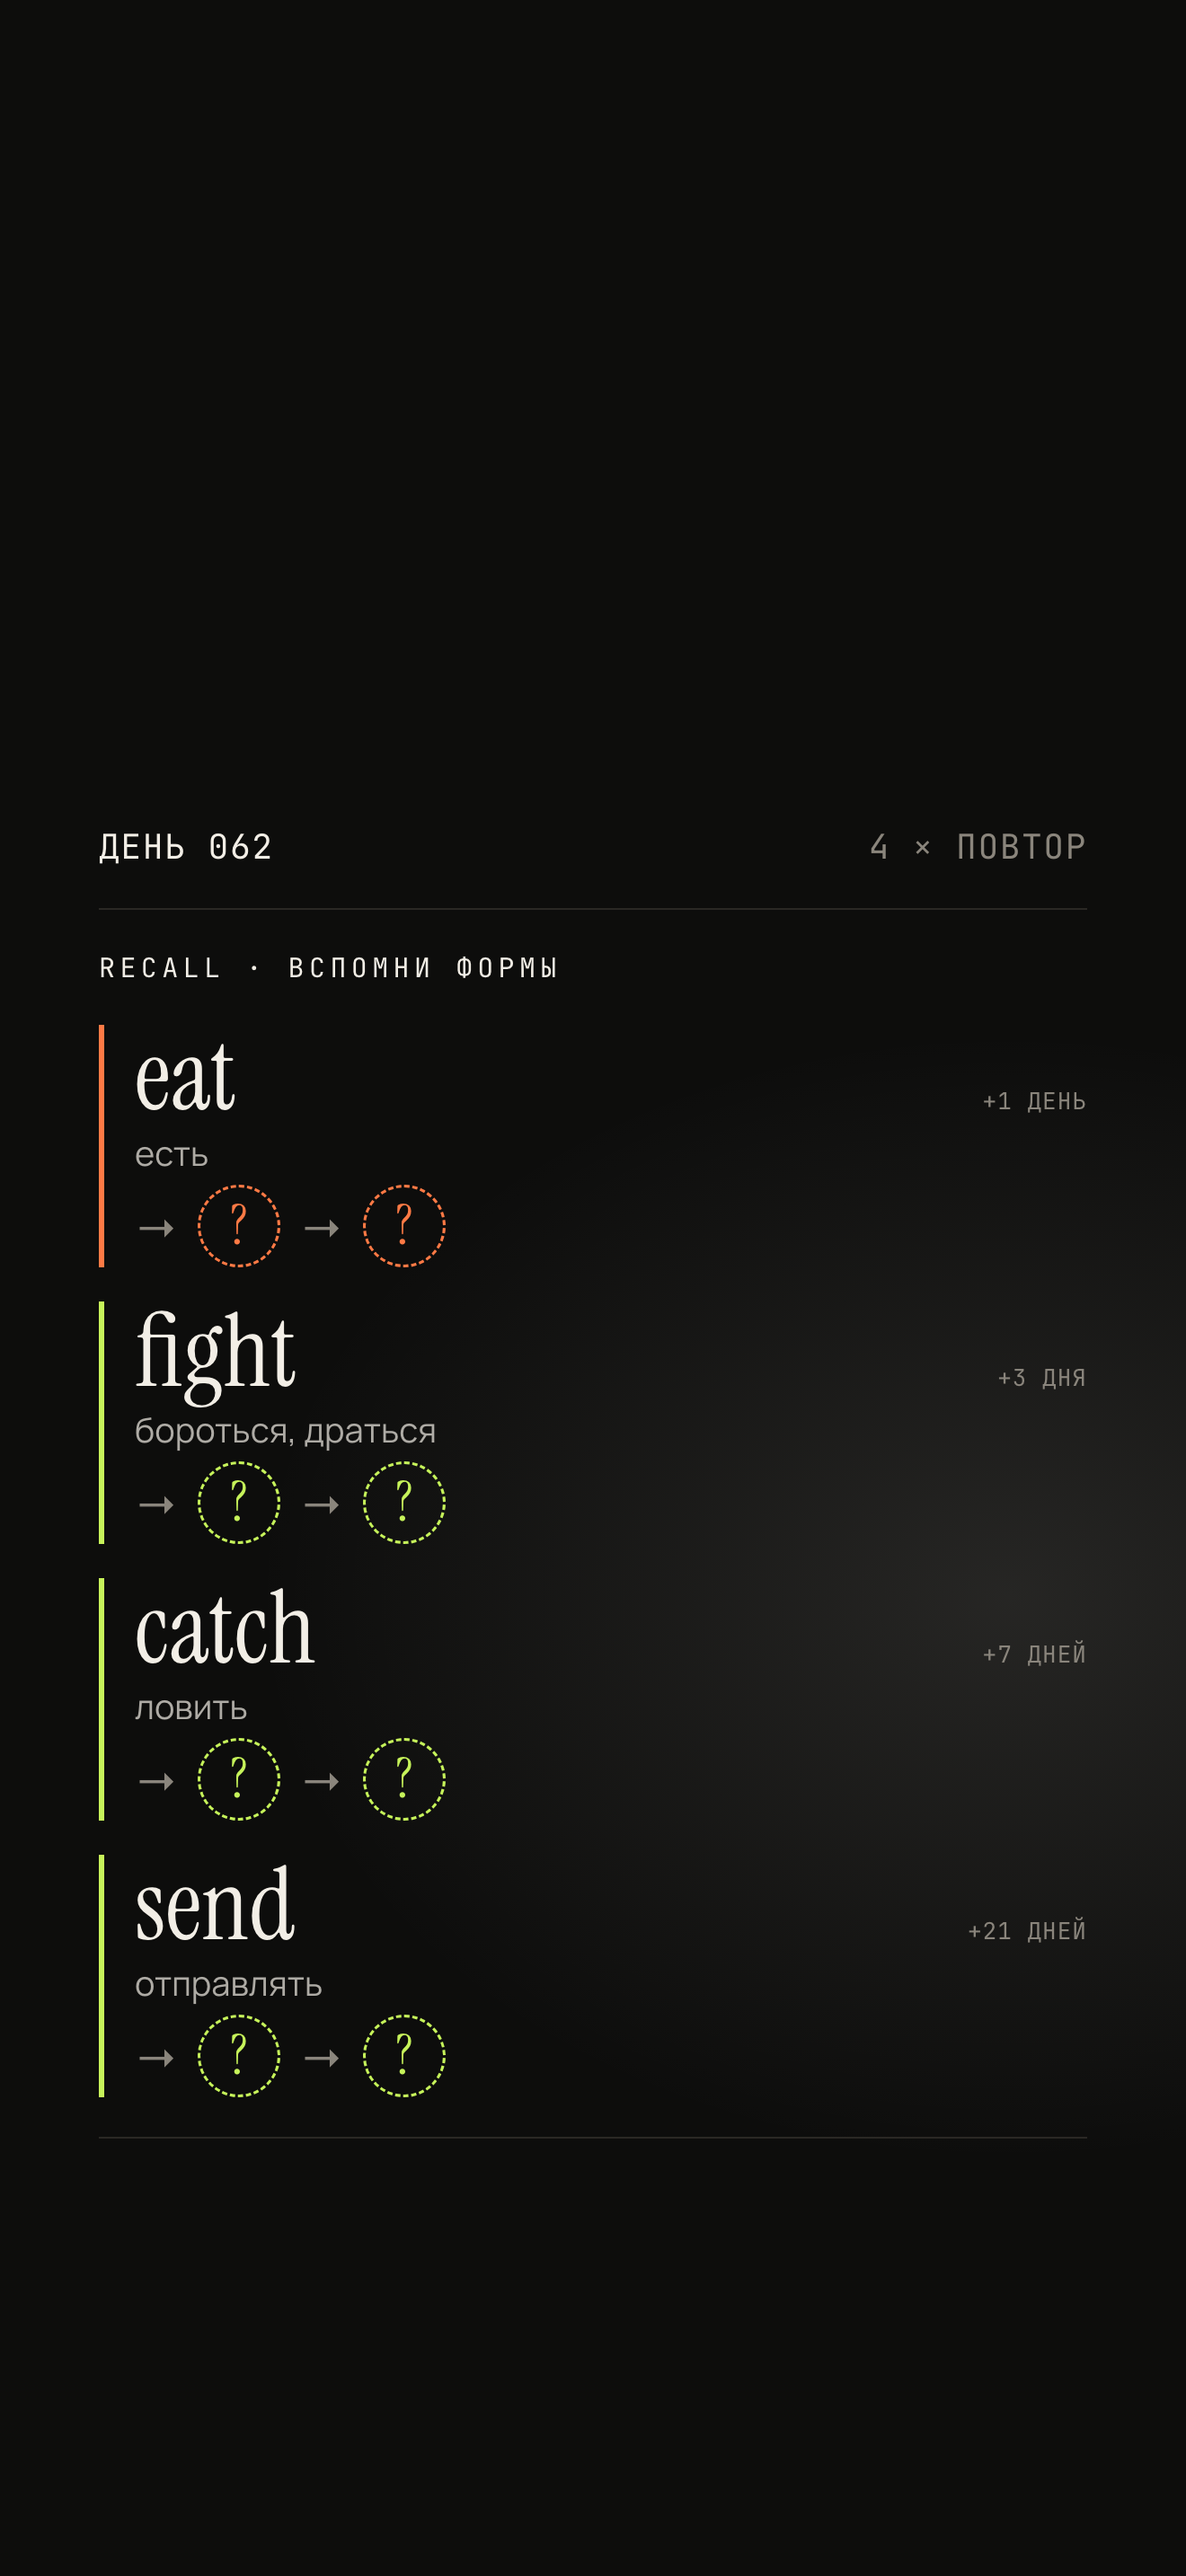 ДЕНЬ 062
4 × ПОВТОР
RECALL · ВСПОМНИ ФОРМЫ
eat
+1 ДЕНЬ
есть
→ ? → ?
fight
+3 ДНЯ
бороться, драться
→ ? → ?
catch
+7 ДНЕЙ
ловить
→ ? → ?
send
+21 ДНЕЙ
отправлять
→ ? → ?